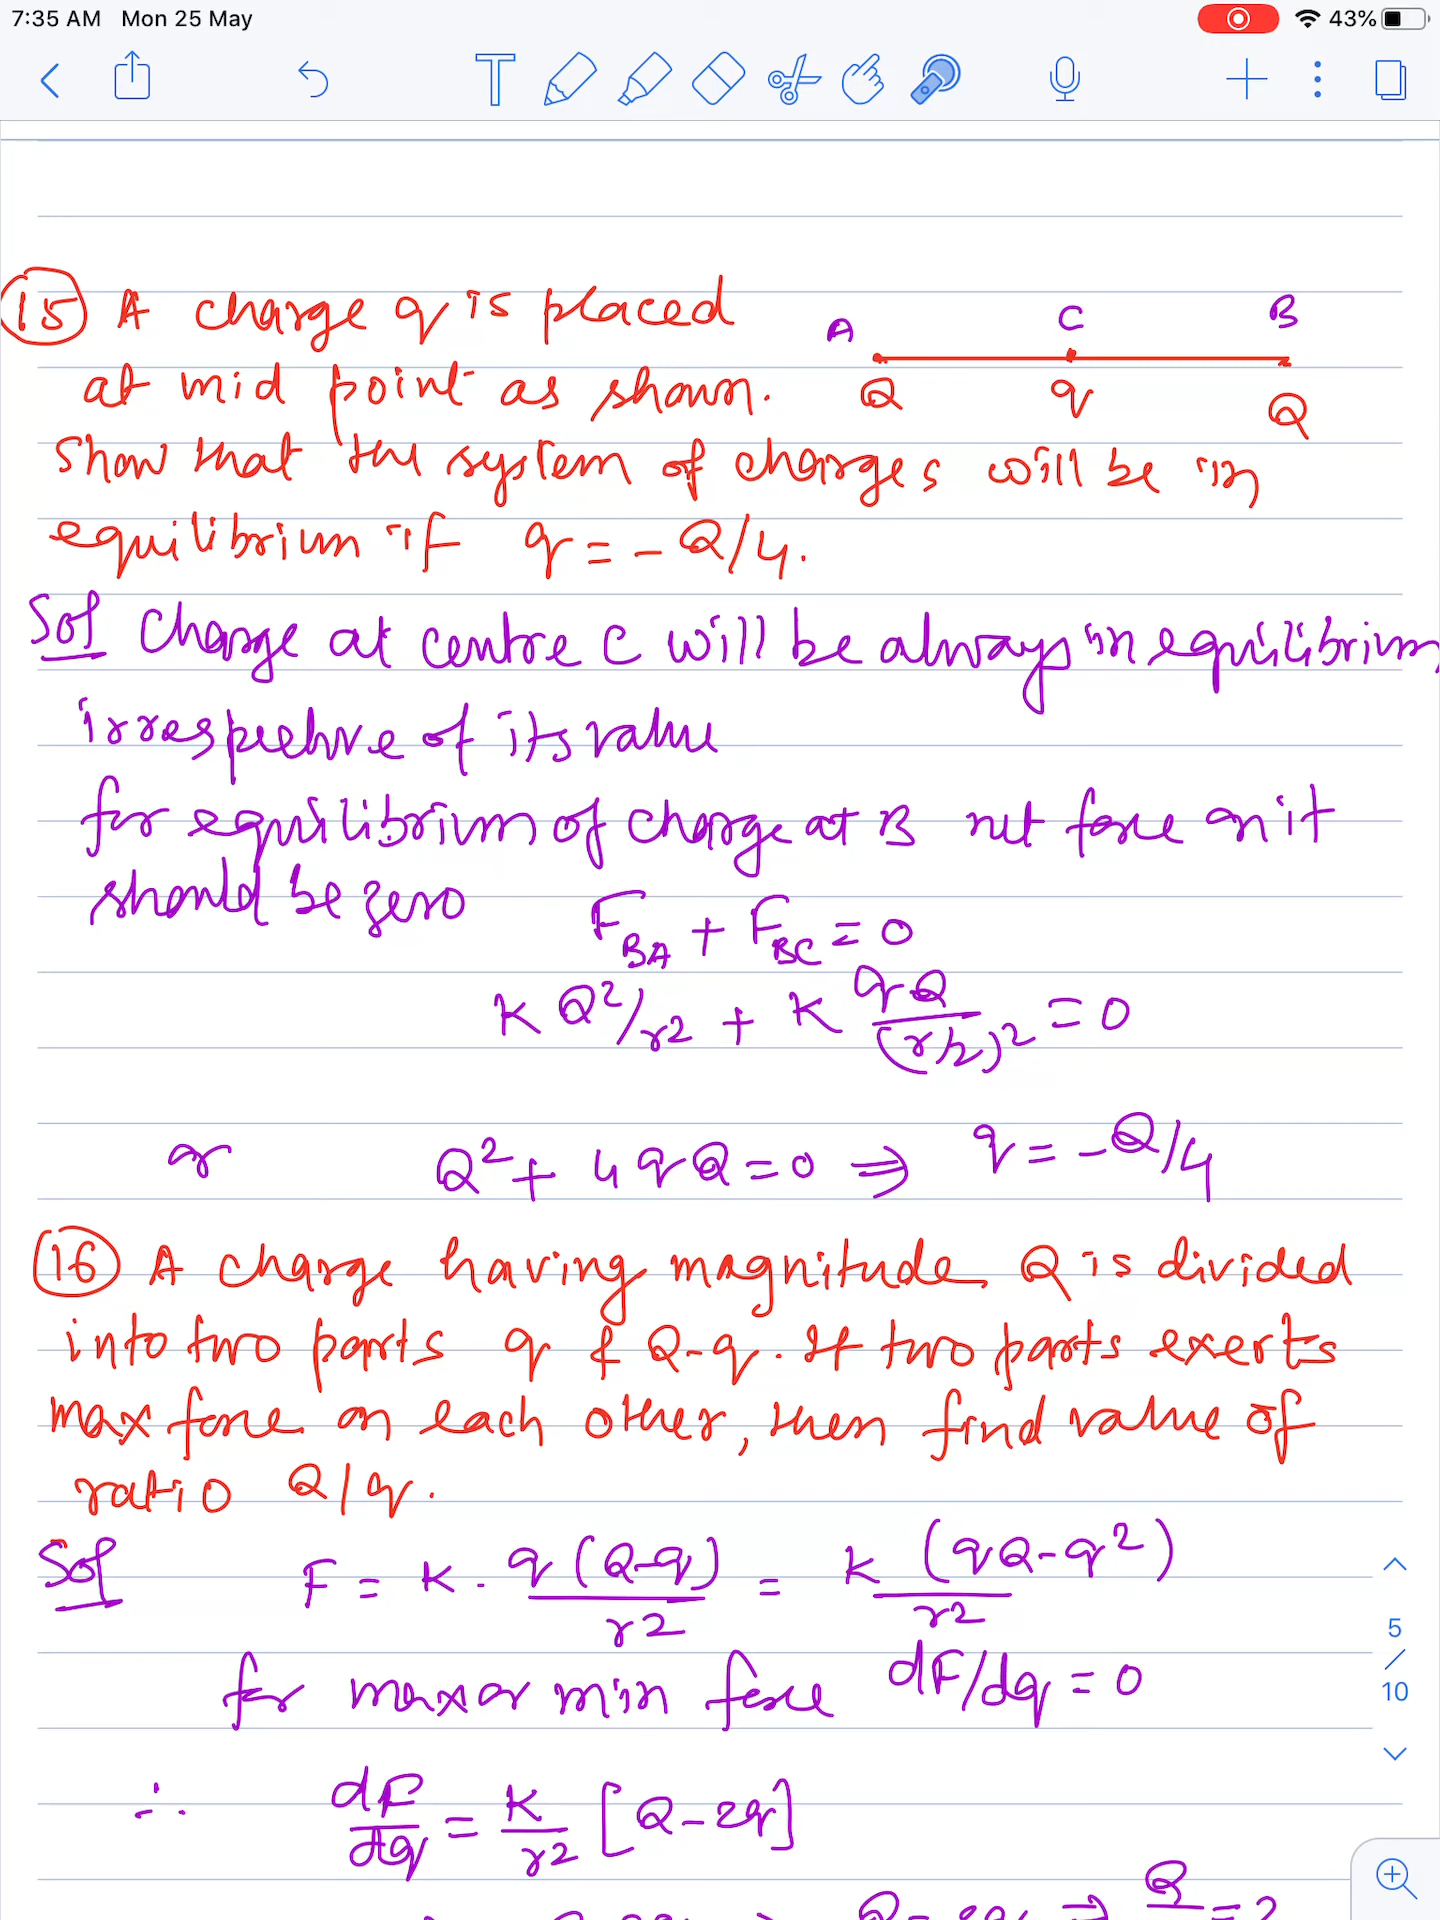 7:35 AM Mon 25 May 43%
15 A charge q is placed
A C B
at mid point as shown. Q q Q
Show that the system of charges will be in
equilibrium if q = - Q/4.
Sol Charge at centre C will be always in equilibrium
irrespective of its value
for equilibrium of charge at B net force on it
should be zero F_BA + F_BC = 0
K Q²/r² + K qQ/(r/2)² = 0
or Q² + 4qQ = 0 ⇒ q = -Q/4
16 A charge having magnitude Q is divided
into two parts q & Q-q. If two parts exerts
max force on each other, then find value of
ratio Q/q.
Sol F = K. q(Q-q)/r² = K (qQ-q²)/r²
for max or min force dF/dq = 0
∴ dF/dq = K/r² [Q-2q]
5
/
10